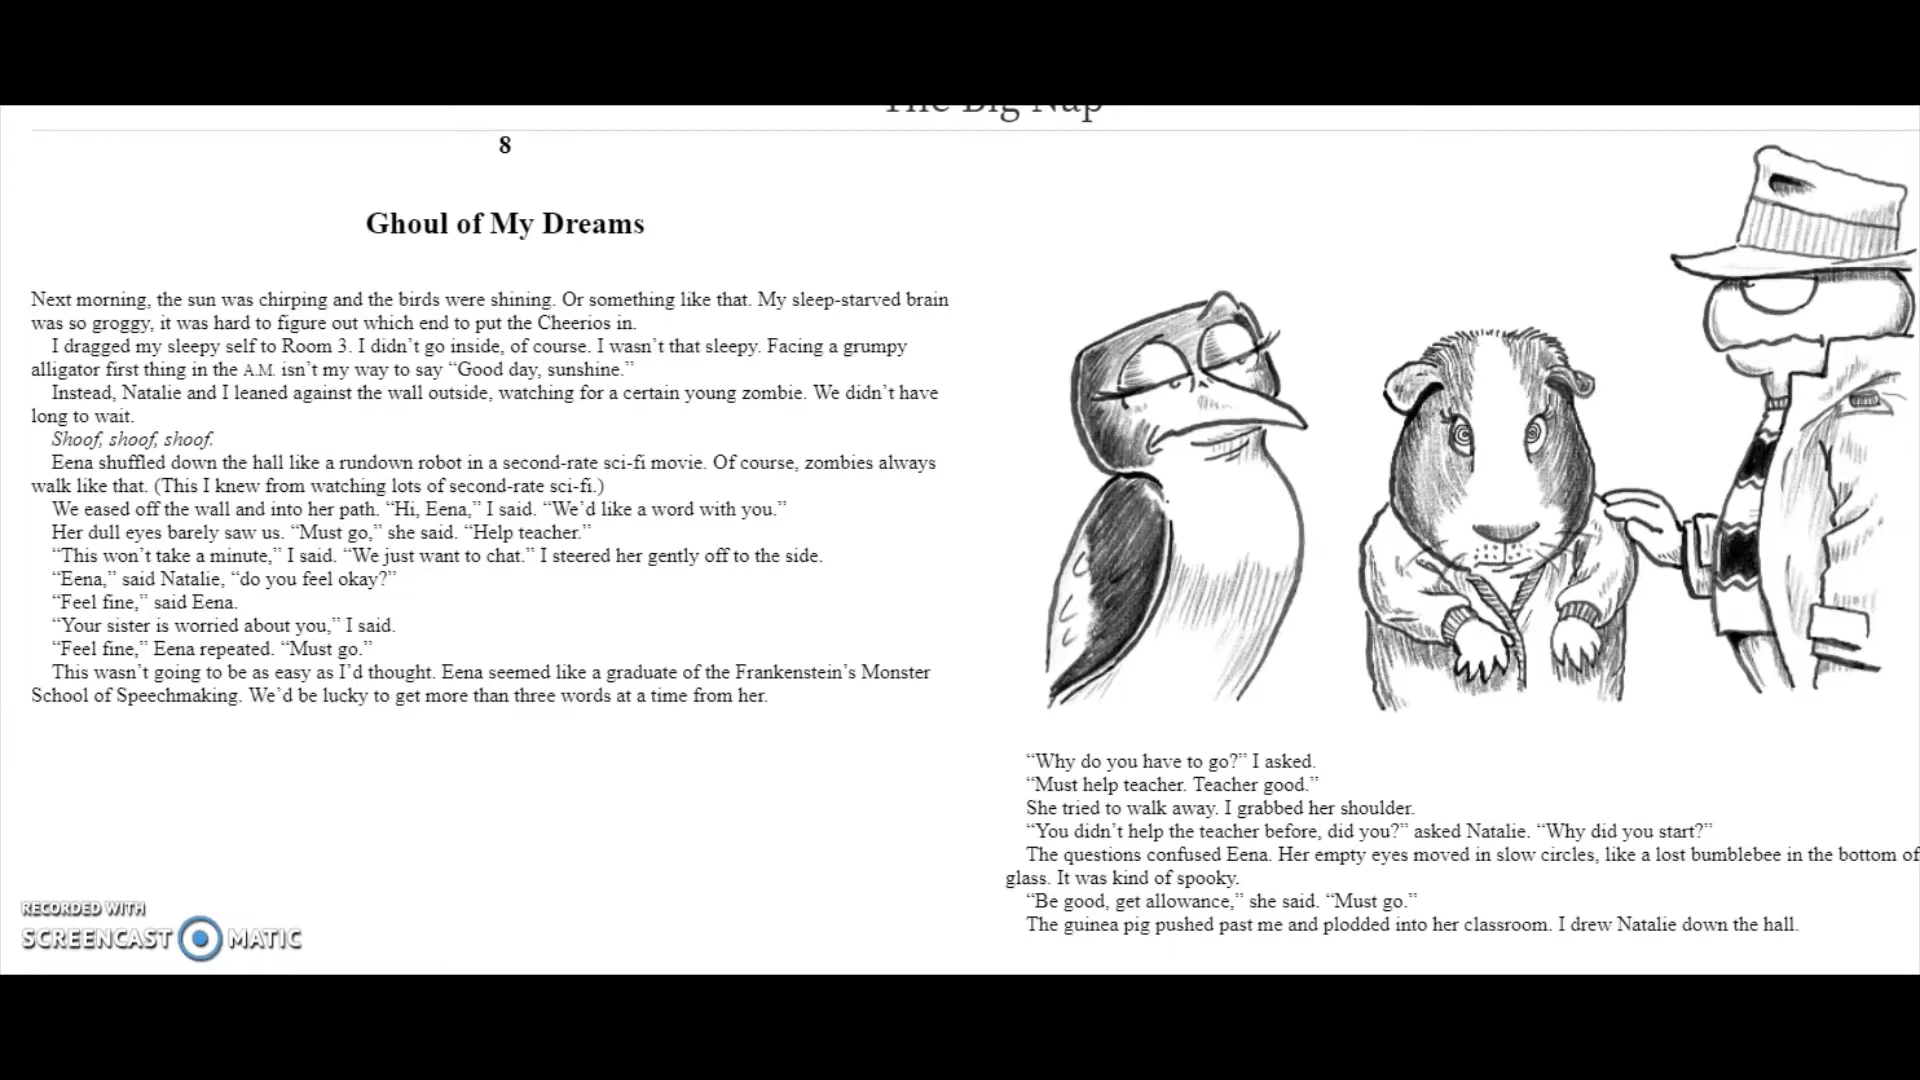 The Big Nap
8
Ghoul of My Dreams
Next morning, the sun was chirping and the birds were shining. Or something like that. My sleep-starved brain
was so groggy, it was hard to figure out which end to put the Cheerios in.
I dragged my sleepy self to Room 3. I didn’t go inside, of course. I wasn’t that sleepy. Facing a grumpy
alligator first thing in the A.M. isn’t my way to say “Good day, sunshine.”
Instead, Natalie and I leaned against the wall outside, watching for a certain young zombie. We didn’t have
long to wait.
Shoof, shoof, shoof.
Eena shuffled down the hall like a rundown robot in a second-rate sci-fi movie. Of course, zombies always
walk like that. (This I knew from watching lots of second-rate sci-fi.)
We eased off the wall and into her path. “Hi, Eena,” I said. “We’d like a word with you.”
Her dull eyes barely saw us. “Must go,” she said. “Help teacher.”
“This won’t take a minute,” I said. “We just want to chat.” I steered her gently off to the side.
“Eena,” said Natalie, “do you feel okay?”
“Feel fine,” said Eena.
“Your sister is worried about you,” I said.
“Feel fine,” Eena repeated. “Must go.”
This wasn’t going to be as easy as I’d thought. Eena seemed like a graduate of the Frankenstein’s Monster
School of Speechmaking. We’d be lucky to get more than three words at a time from her.
“Why do you have to go?” I asked.
“Must help teacher. Teacher good.”
She tried to walk away. I grabbed her shoulder.
“You didn’t help the teacher before, did you?” asked Natalie. “Why did you start?”
The questions confused Eena. Her empty eyes moved in slow circles, like a lost bumblebee in the bottom of
glass. It was kind of spooky.
“Be good, get allowance,” she said. “Must go.”
The guinea pig pushed past me and plodded into her classroom. I drew Natalie down the hall.
RECORDED WITH
SCREENCAST MATIC